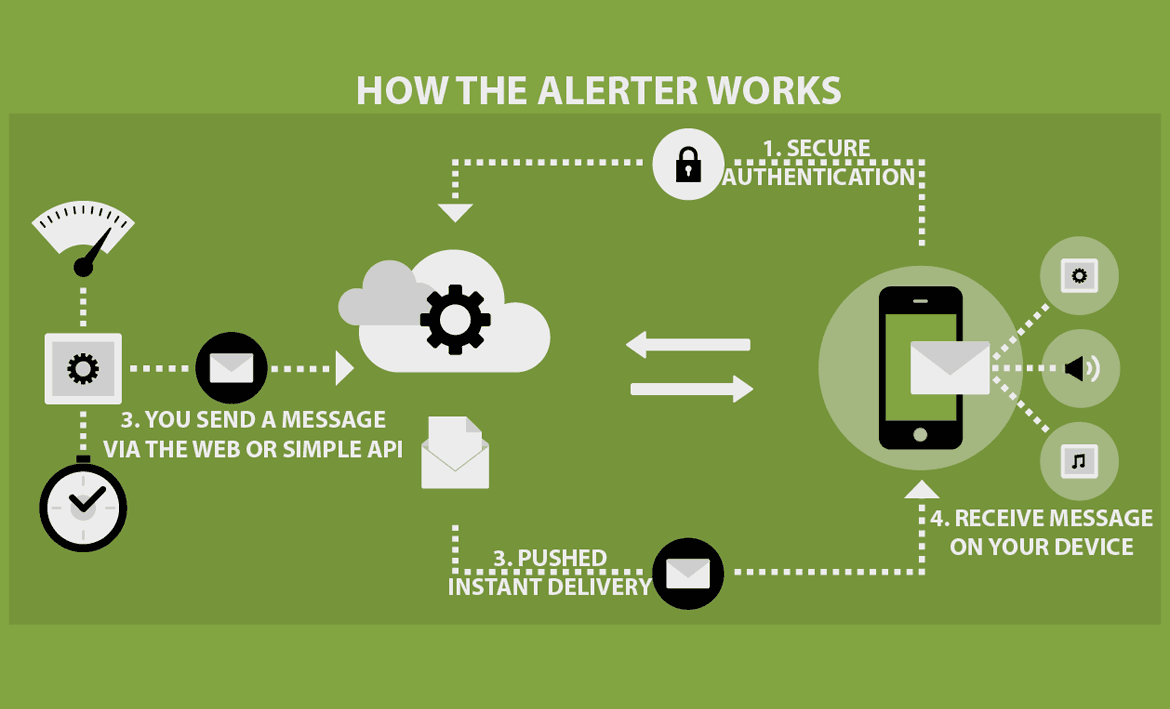 HOW THE ALERTER WORKS
1. SECURE
AUTHENTICATION
3. YOU SEND A MESSAGE
VIA THE WEB OR SIMPLE API
3. PUSHED
INSTANT DELIVERY
4. RECEIVE MESSAGE
ON YOUR DEVICE